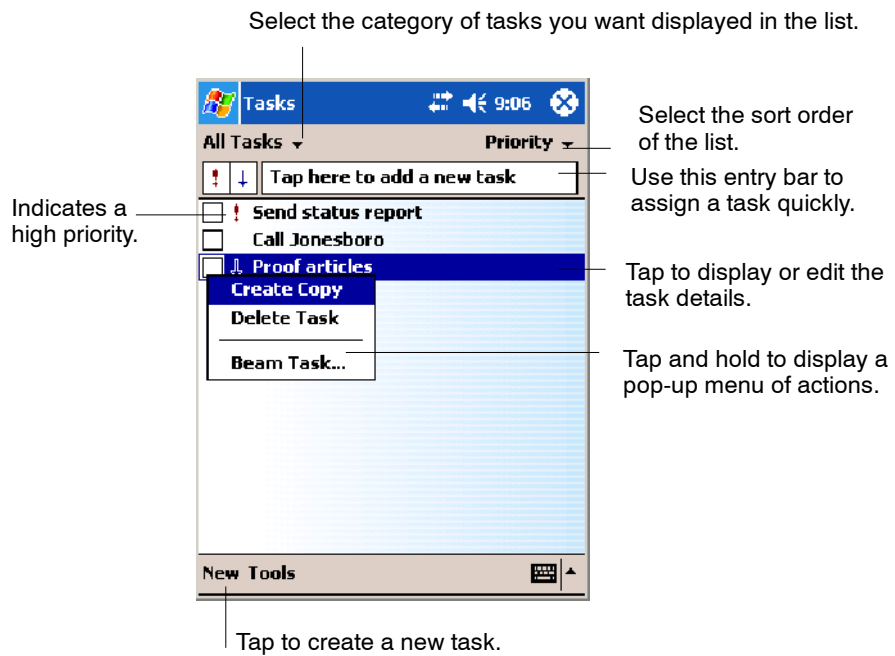 Select the category of tasks you want displayed in the list.
Tasks 9:06
All Tasks Priority
Select the sort order
of the list.
Tap here to add a new task
Use this entry bar to
assign a task quickly.
Indicates a
high priority.
Send status report
Call Jonesboro
Proof articles
Tap to display or edit the
task details.
Create Copy
Delete Task
Beam Task...
Tap and hold to display a
pop-up menu of actions.
New Tools
Tap to create a new task.